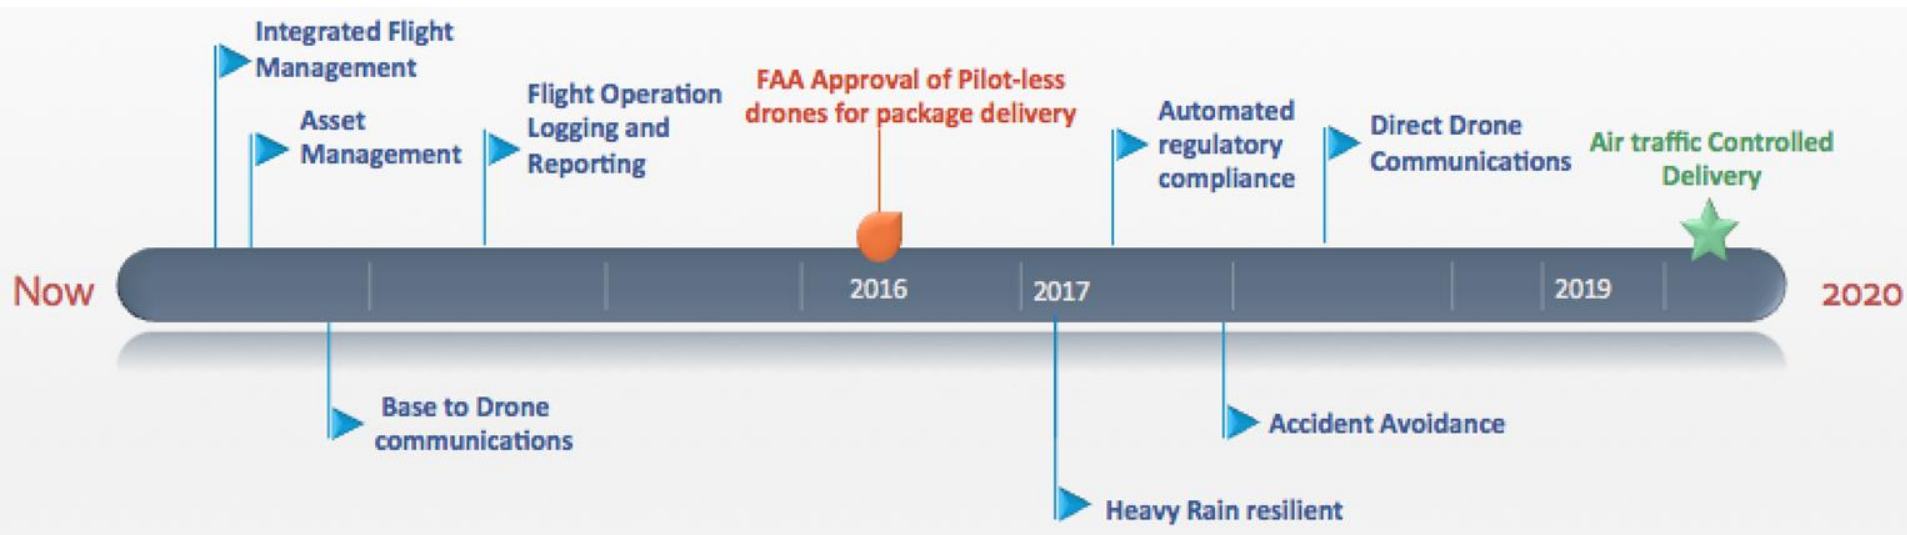 Integrated Flight
Management
Asset
Management
Flight Operation
Logging and
Reporting
FAA Approval of Pilot-less
drones for package delivery
Automated
regulatory
compliance
Direct Drone
Communications
Air traffic Controlled
Delivery
Now
2016
2017
2019
2020
Base to Drone
communications
Accident Avoidance
Heavy Rain resilient